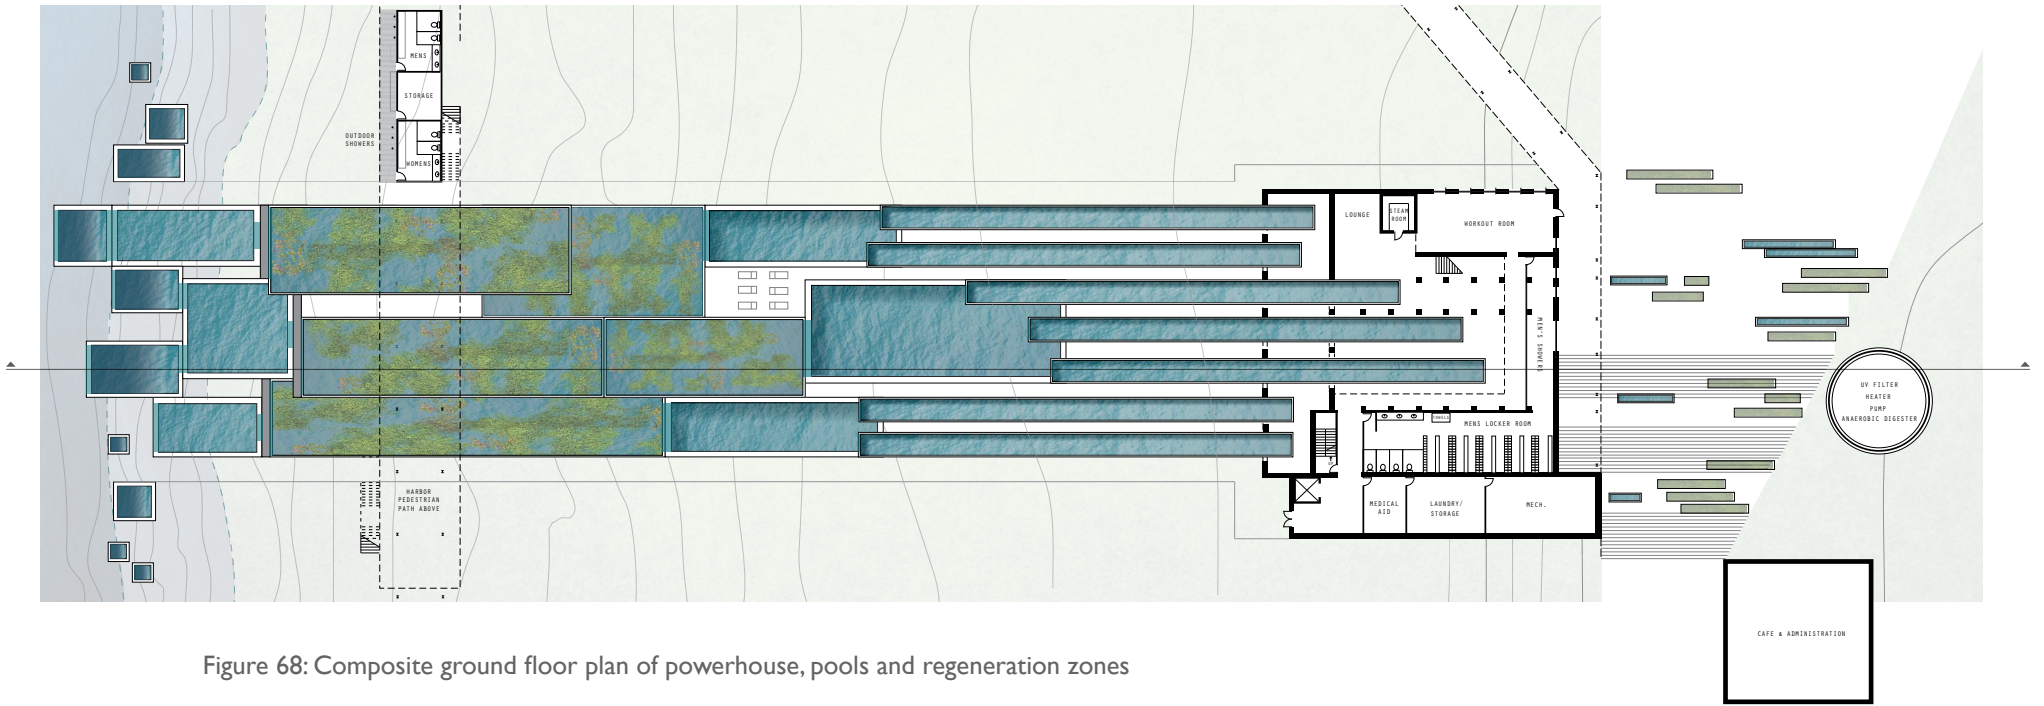 MENS
STORAGE
OUTDOOR
SHOWERS
WOMENS
LOUNGE
STEAM
ROOM
WORKOUT ROOM
MEN'S SHOWERS
UV FILTER
HEATER
PUMP
ANAEROBIC DIGESTER
TOWELS
MENS LOCKER ROOM
HARBOR
PEDESTRIAN
PATH ABOVE
MEDICAL
AID
LAUNDRY/
STORAGE
MECH.
CAFE & ADMINISTRATION
Figure 68: Composite ground floor plan of powerhouse, pools and regeneration zones